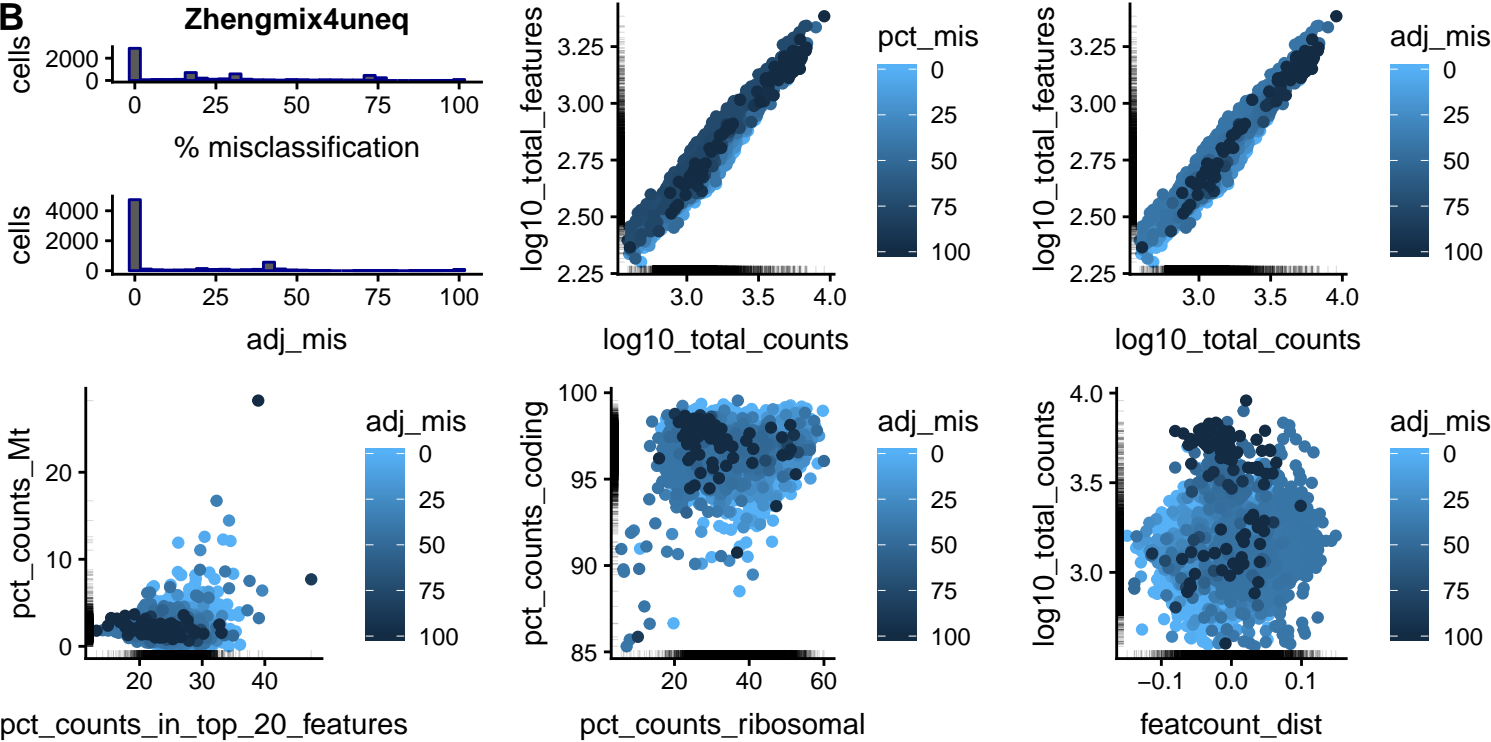 B
Zhengmix4uneq
cells
2000
0
0 25 50 75 100
% misclassification
cells
4000
2000
0
0 25 50 75 100
adj_mis
log10_total_features
3.25
3.00
2.75
2.50
2.25
3.0 3.5 4.0
log10_total_counts
pct_mis
0
25
50
75
100
log10_total_features
3.25
3.00
2.75
2.50
2.25
3.0 3.5 4.0
log10_total_counts
adj_mis
0
25
50
75
100
pct_counts_Mt
20
10
0
20 30 40
pct_counts_in_top_20_features
adj_mis
0
25
50
75
100
pct_counts_coding
100
95
90
85
20 40 60
pct_counts_ribosomal
adj_mis
0
25
50
75
100
log10_total_counts
4.0
3.5
3.0
−0.1 0.0 0.1
featcount_dist
adj_mis
0
25
50
75
100